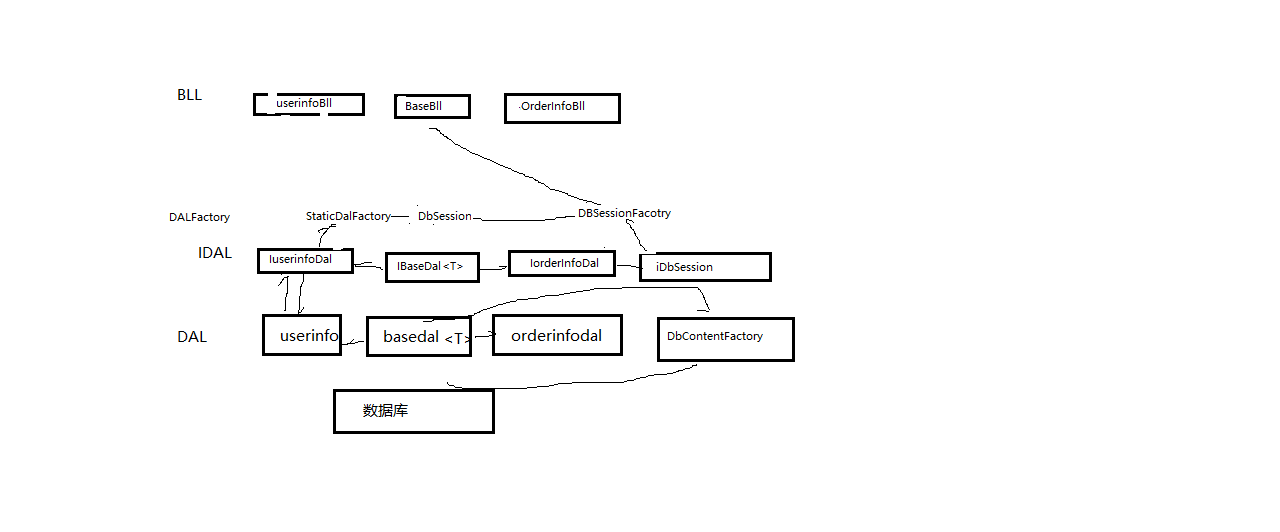 BLL
userinfoBll
BaseBll
OrderInfoBll
DALFactory
StaticDalFactory
DbSession
DBSessionFacotry
IDAL
IuserinfoDal
IBaseDal <T>
IorderInfoDal
iDbSession
DAL
userinfo
basedal <T>
orderinfodal
DbContentFactory
数据库